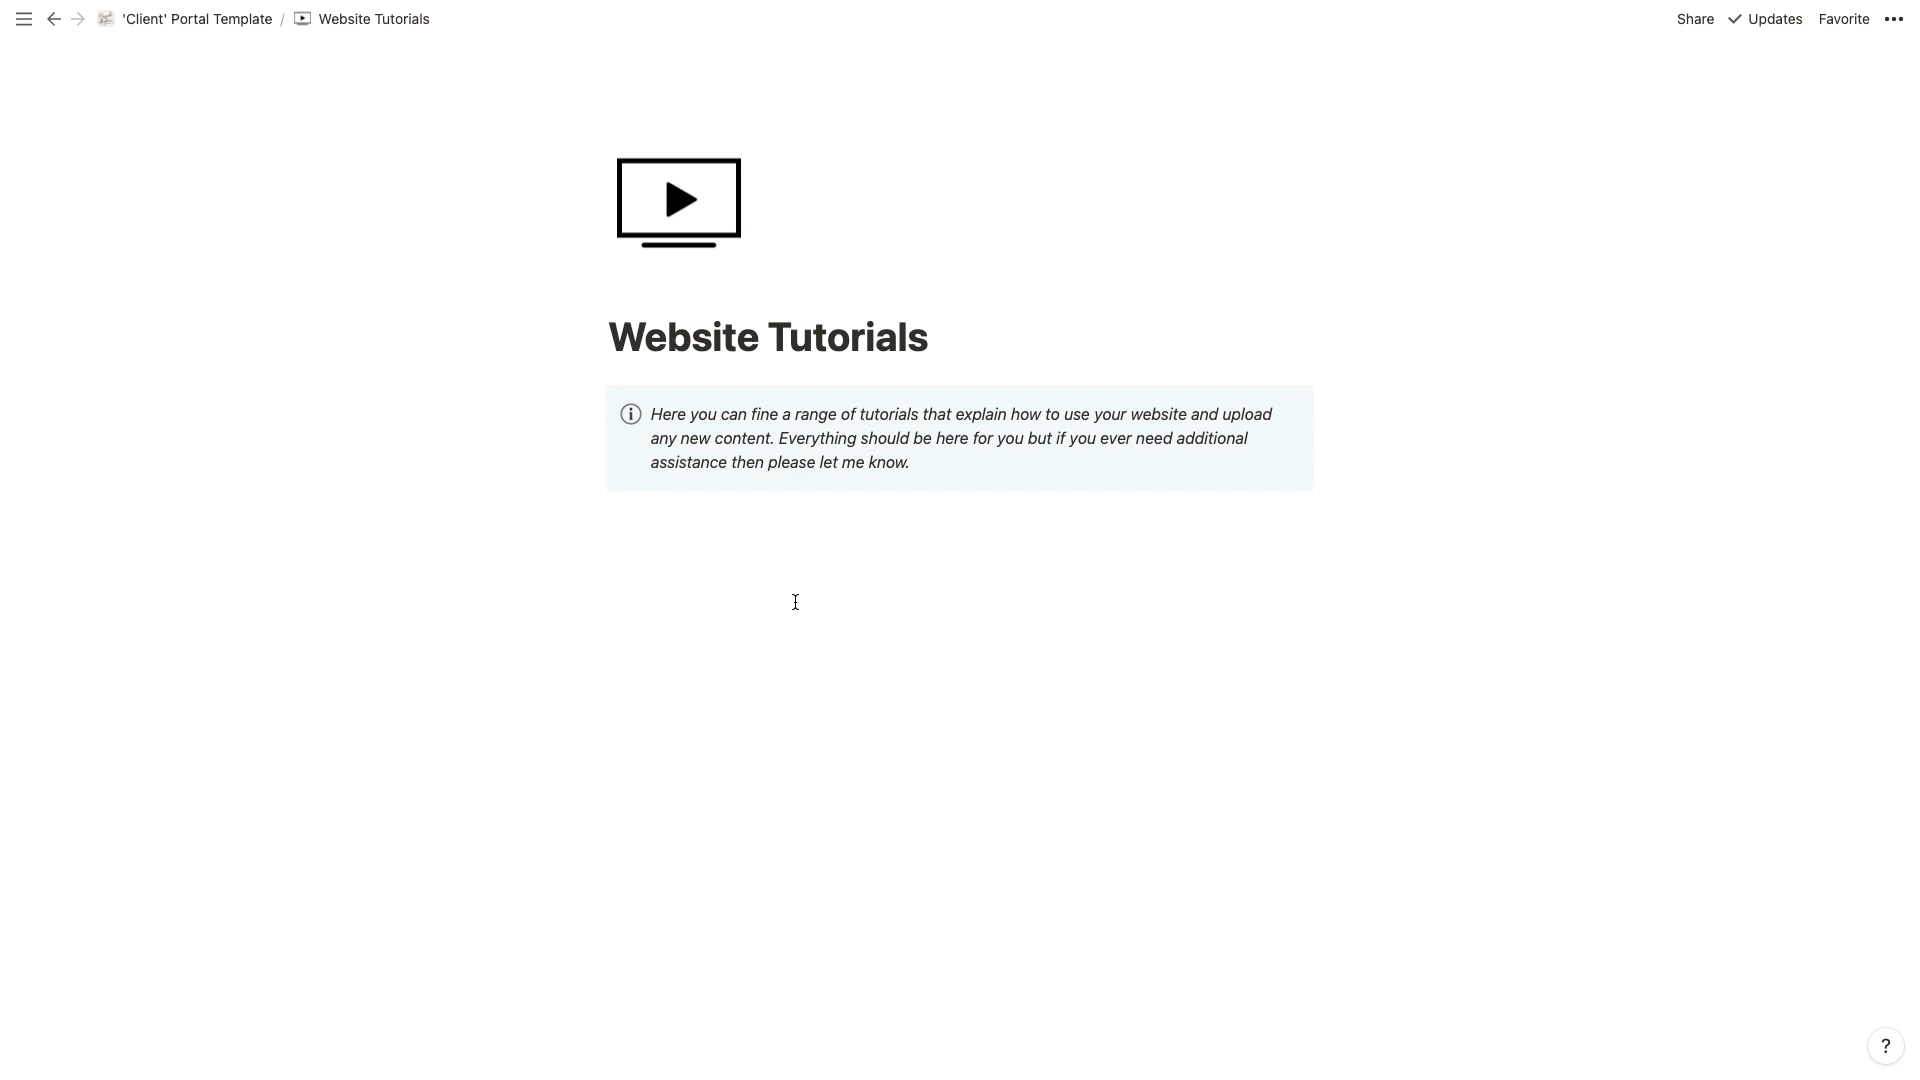 'Client' Portal Template / Website Tutorials
Share Updates Favorite
Website Tutorials
Here you can fine a range of tutorials that explain how to use your website and upload
any new content. Everything should be here for you but if you ever need additional
assistance then please let me know.
?